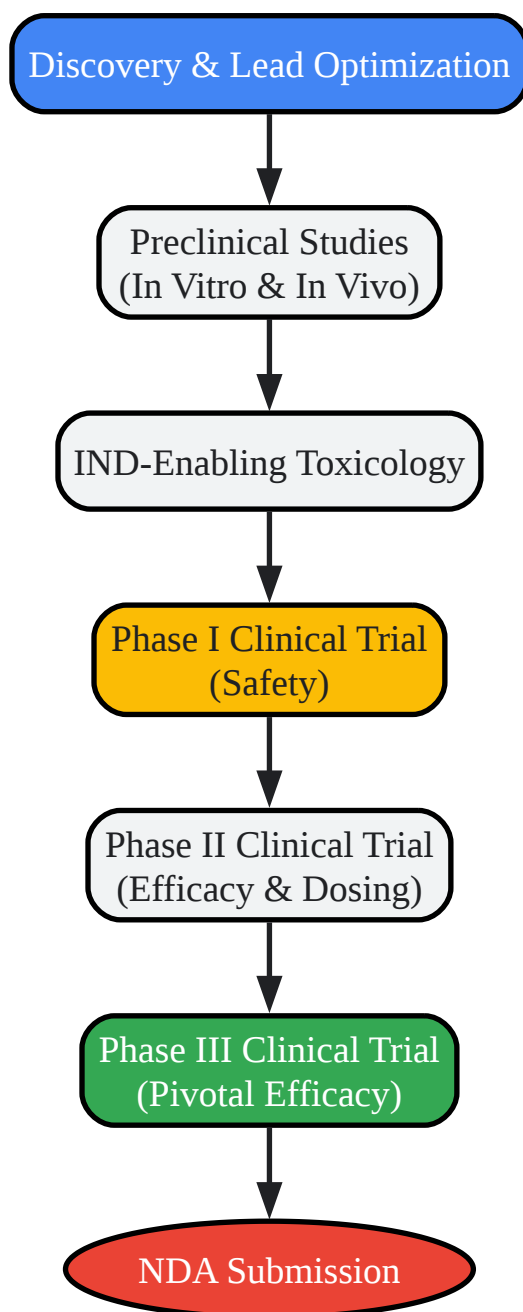 Discovery & Lead Optimization
Preclinical Studies
(In Vitro & In Vivo)
IND-Enabling Toxicology
Phase I Clinical Trial
(Safety)
Phase II Clinical Trial
(Efficacy & Dosing)
Phase III Clinical Trial
(Pivotal Efficacy)
NDA Submission